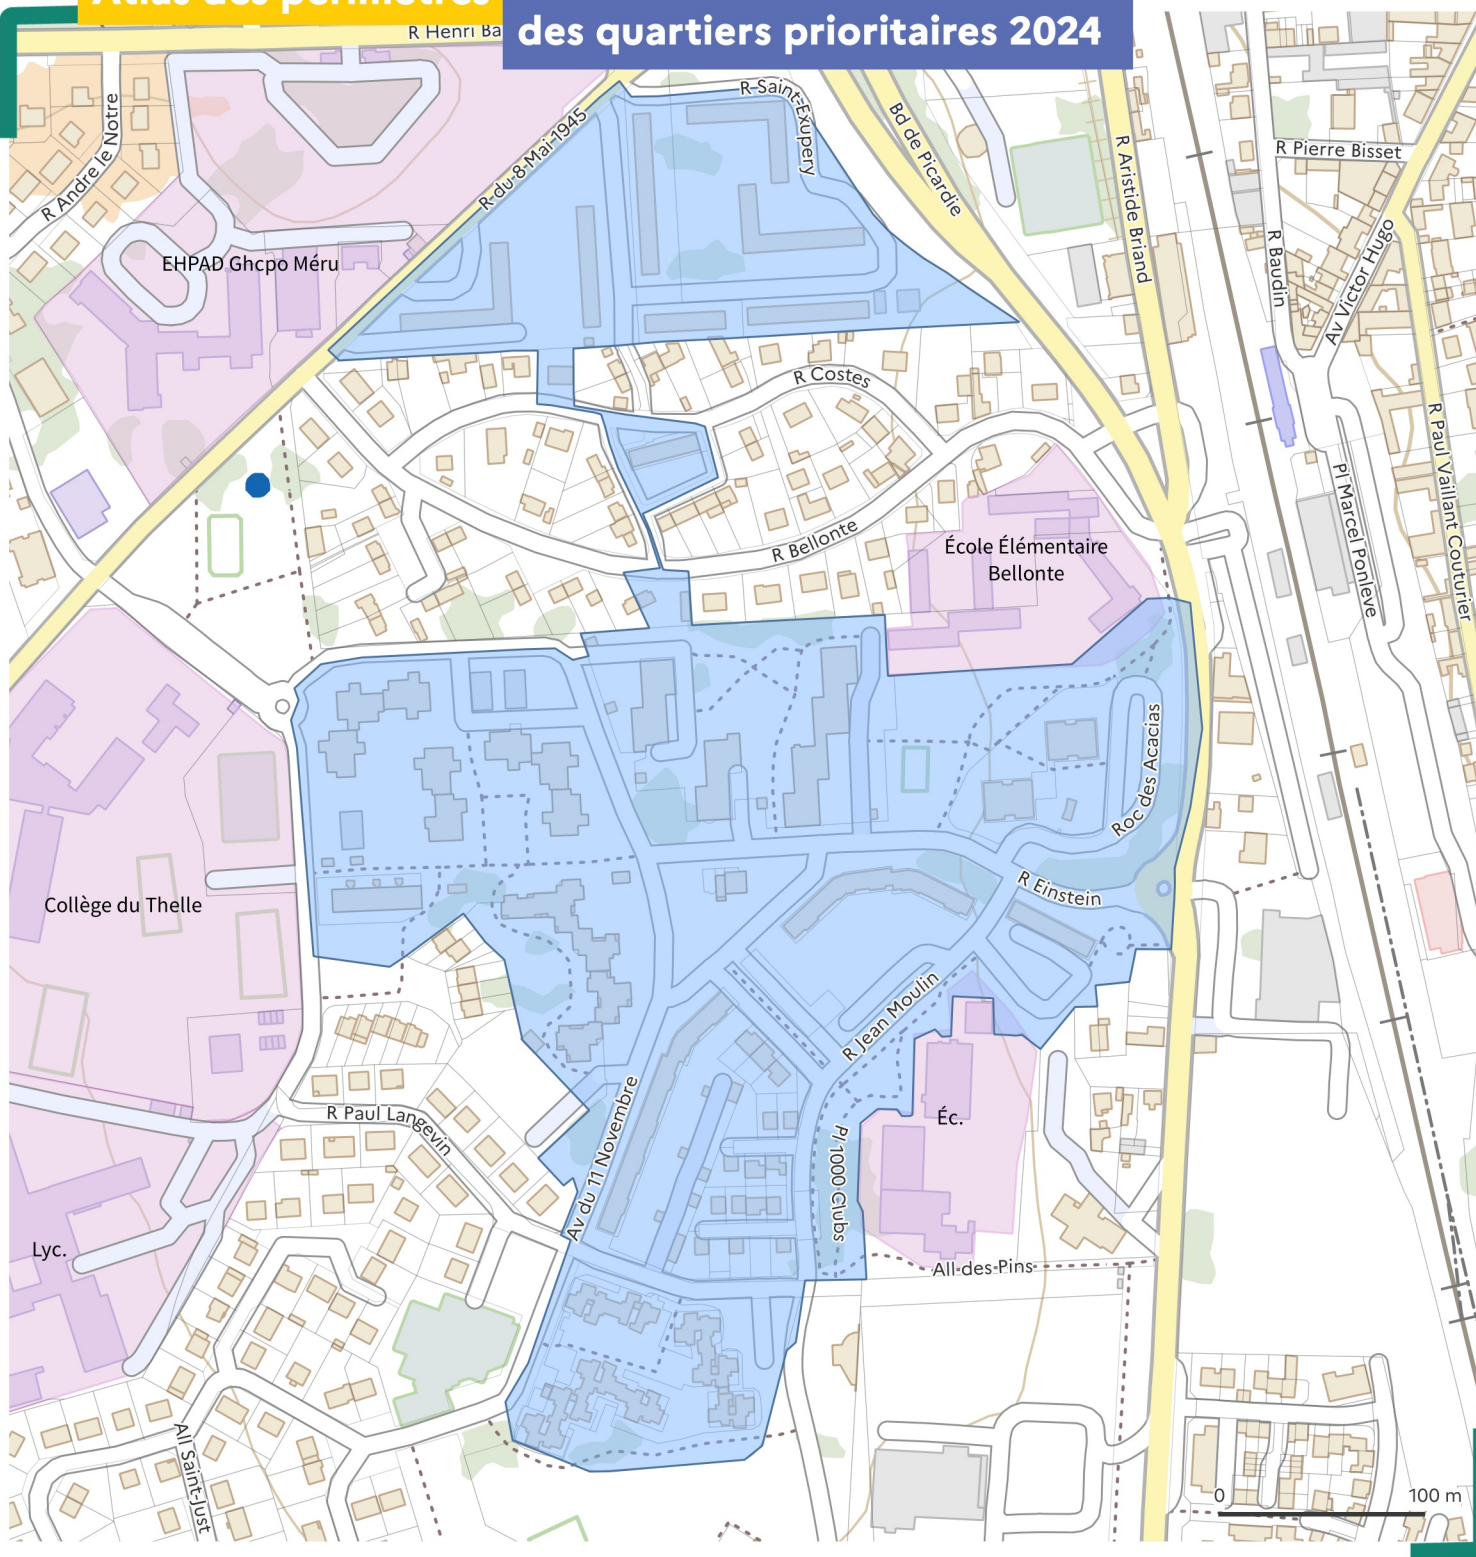 Atlas des périmètres
des quartiers prioritaires 2024
R Henri Ba
R Saint-Exupery
R du 8-Mai-1945
Bd de Picardie
R Aristide Briand
R Pierre Bisset
R Andre le Notre
R Baudin
Av Victor Hugo
EHPAD Ghcpo Méru
R Costes
R Paul Vaillant Couturier
Pl Marcel Ponleve
R Bellonte
École Élémentaire
Bellonte
Roc des Acacias
R Einstein
Collège du Thelle
R Jean Moulin
R Paul Langevin
Av du 11 Novembre
Pl 1000 Clubs
Éc.
Lyc.
All des Pins
All Saint-Just
0
100 m